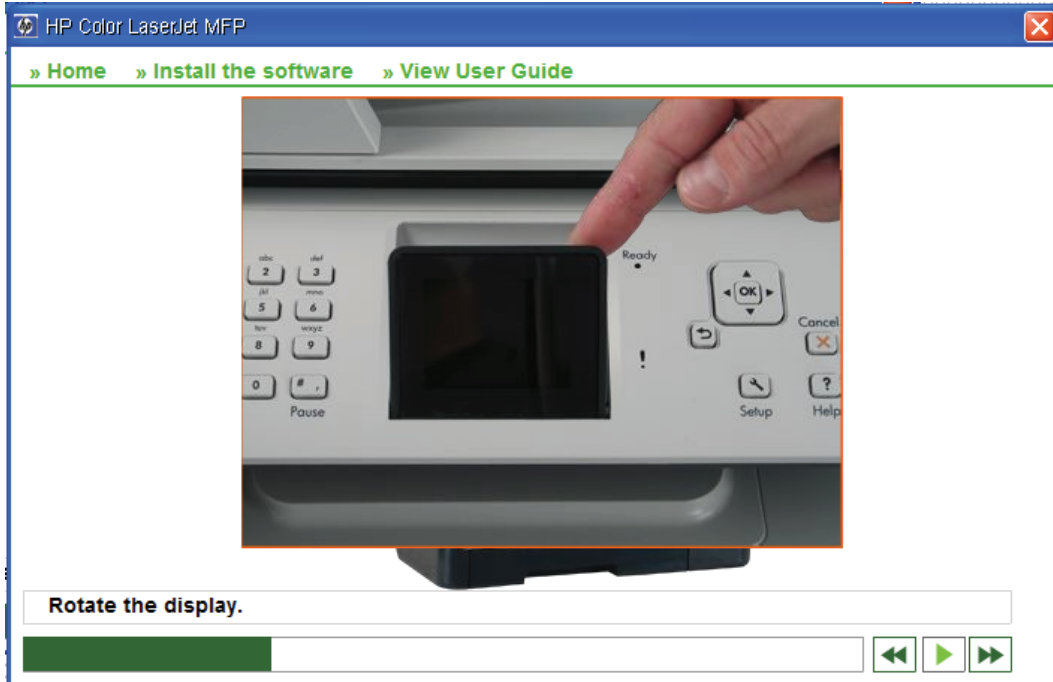 HP Color LaserJet MFP
» Home » Install the software » View User Guide
abc def
2 3
jkl mno
5 6
tuv wxyz
8 9
0 # ,
Pause
Ready
OK
Cancel
!
Setup
?
Help
Rotate the display.